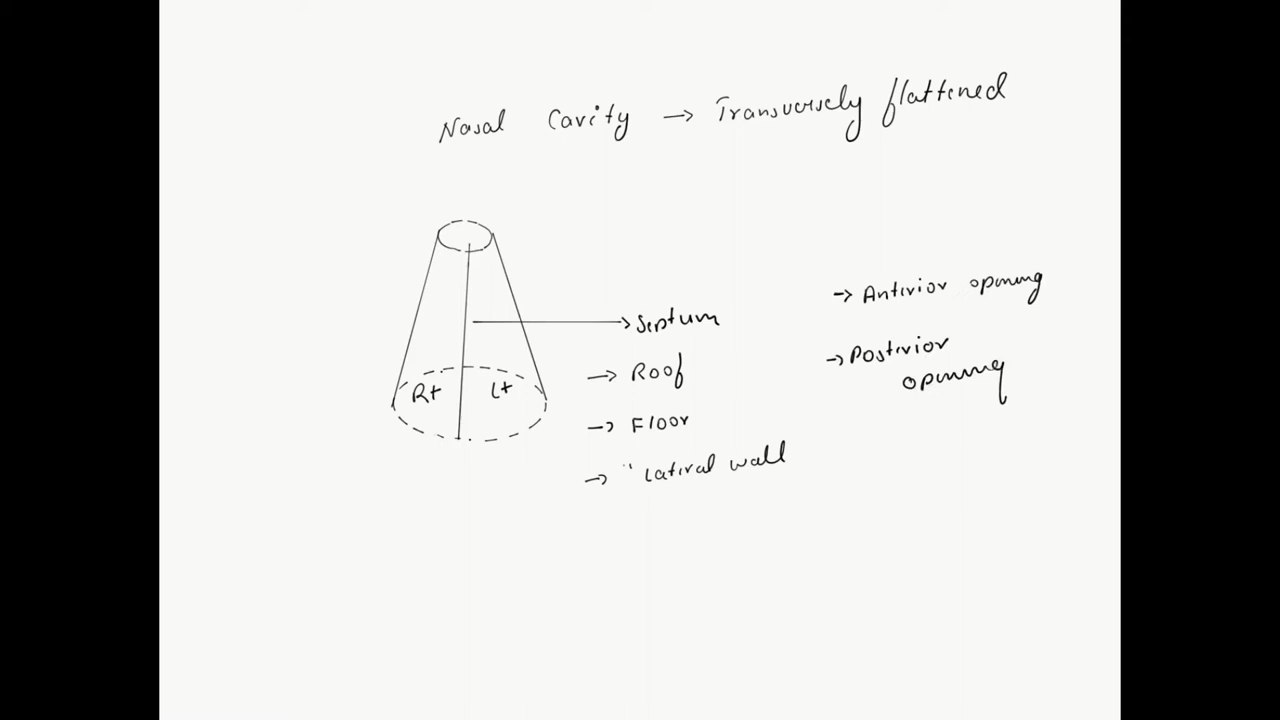 Nasal Cavity → Transversely flattened
→ Septum
→ Roof
→ Floor
→ Lateral wall
Rt Lt
→ Anterior opening
→ Posterior
opening